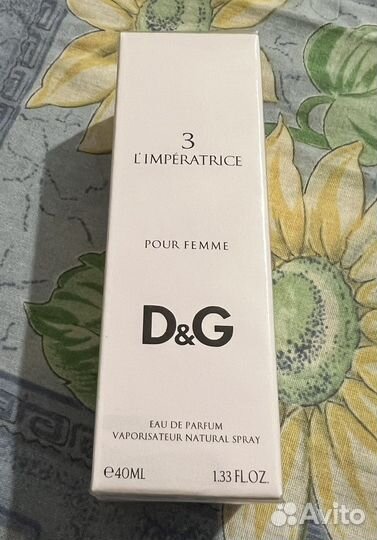 3
L'IMPÉRATRICE
POUR FEMME
D&G
EAU DE PARFUM
VAPORISATEUR NATURAL SPRAY
℮40ML 1.33 FL.OZ.
Avito